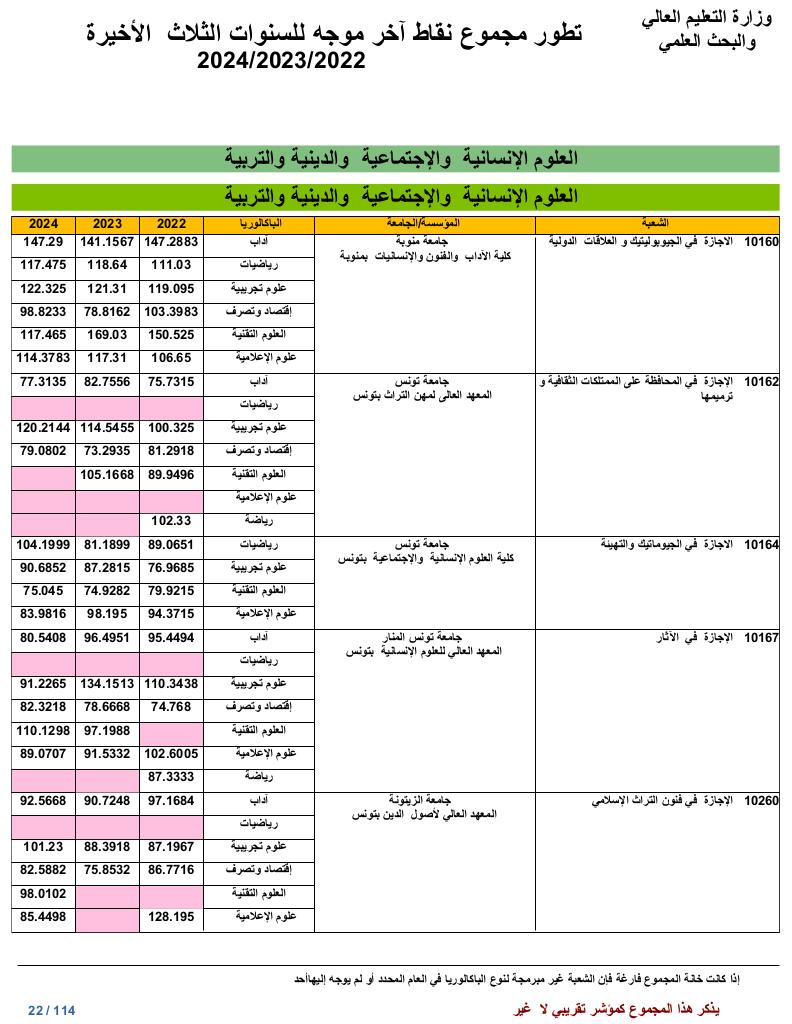 وزارة التعليم العالي
والبحث العلمي
تطور مجموع نقاط آخر موجه للسنوات الثلاث الأخيرة
2024/2023/2022
العلوم الإنسانية والإجتماعية والدينية والتربية
العلوم الإنسانية والإجتماعية والدينية والتربية
الشعبة المؤسسة/الجامعة الباكالوريا 2022 2023 2024
10160 الاجازة في الجيوبوليتيك و العلاقات الدولية جامعة منوبة آداب 147.2883 141.1567 147.29
كلية الآداب والفنون والإنسانيات بمنوبة
رياضيات 111.03 118.64 117.475
علوم تجريبية 119.095 121.31 122.325
إقتصاد وتصرف 103.3983 78.8162 98.8233
العلوم التقنية 150.525 169.03 117.465
علوم الإعلامية 106.65 117.31 114.3783
10162 الإجازة في المحافظة على الممتلكات الثقافية و جامعة تونس آداب 75.7315 82.7556 77.3135
ترميمها المعهد العالى لمهن التراث بتونس
رياضيات
علوم تجريبية 100.325 114.5455 120.2144
إقتصاد وتصرف 81.2918 73.2935 79.0802
العلوم التقنية 89.9496 105.1668
علوم الإعلامية
رياضة 102.33
10164 الاجازة في الجيوماتيك والتهيئة جامعة تونس رياضيات 89.0651 81.1899 104.1999
كلية العلوم الإنسانية والإجتماعية بتونس
علوم تجريبية 76.9685 87.2815 90.6852
العلوم التقنية 79.9215 74.9282 75.045
علوم الإعلامية 94.3715 98.195 83.9816
10167 الاجازة في الآثار جامعة تونس المنار آداب 95.4494 96.4951 80.5408
المعهد العالي للعلوم الإنسانية بتونس
رياضيات
علوم تجريبية 110.3438 134.1513 91.2265
إقتصاد وتصرف 74.768 78.6668 82.3218
العلوم التقنية 97.1988 110.1298
علوم الإعلامية 102.6005 91.5332 89.0707
رياضة 87.3333
10260 الإجازة في فنون التراث الإسلامي جامعة الزيتونة آداب 97.1684 90.7248 92.5668
المعهد العالي لأصول الدين بتونس
رياضيات
علوم تجريبية 87.1967 88.3918 101.23
إقتصاد وتصرف 86.7716 75.8532 82.5882
العلوم التقنية 98.0102
علوم الإعلامية 128.195 85.4498
إذا كانت خانة المجموع فارغة فإن الشعبة غير مبرمجة لنوع الباكالوريا في العام المحدد أو لم يوجه إليهاأحد
يذكر هذا المجموع كمؤشر تقريبي لا غير
22 / 114